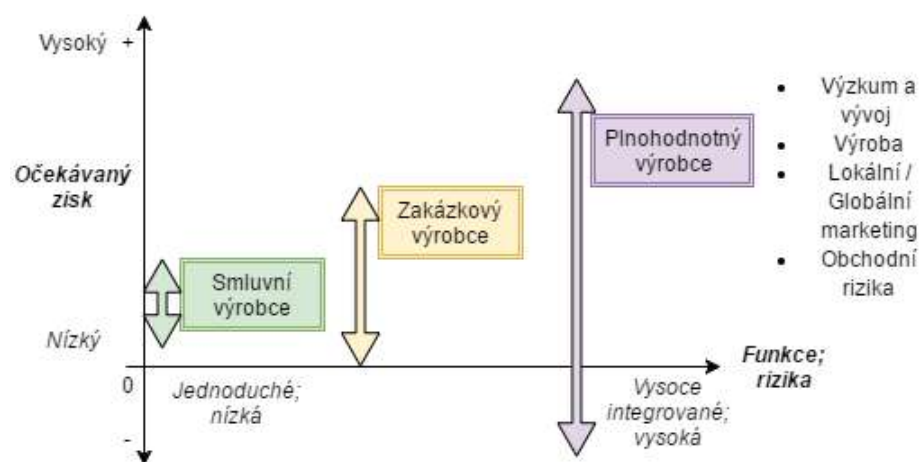 Vysoký +
Plnohodnotný
výrobce
• Výzkum a
vývoj
• Výroba
• Lokální /
Globální
marketing
• Obchodní
rizika
Očekávaný
zisk
Zakázkový
výrobce
Smluvní
výrobce
Nízký
0
Jednoduché;
nízká
Vysoce
integrované;
vysoká
Funkce;
rizika
-